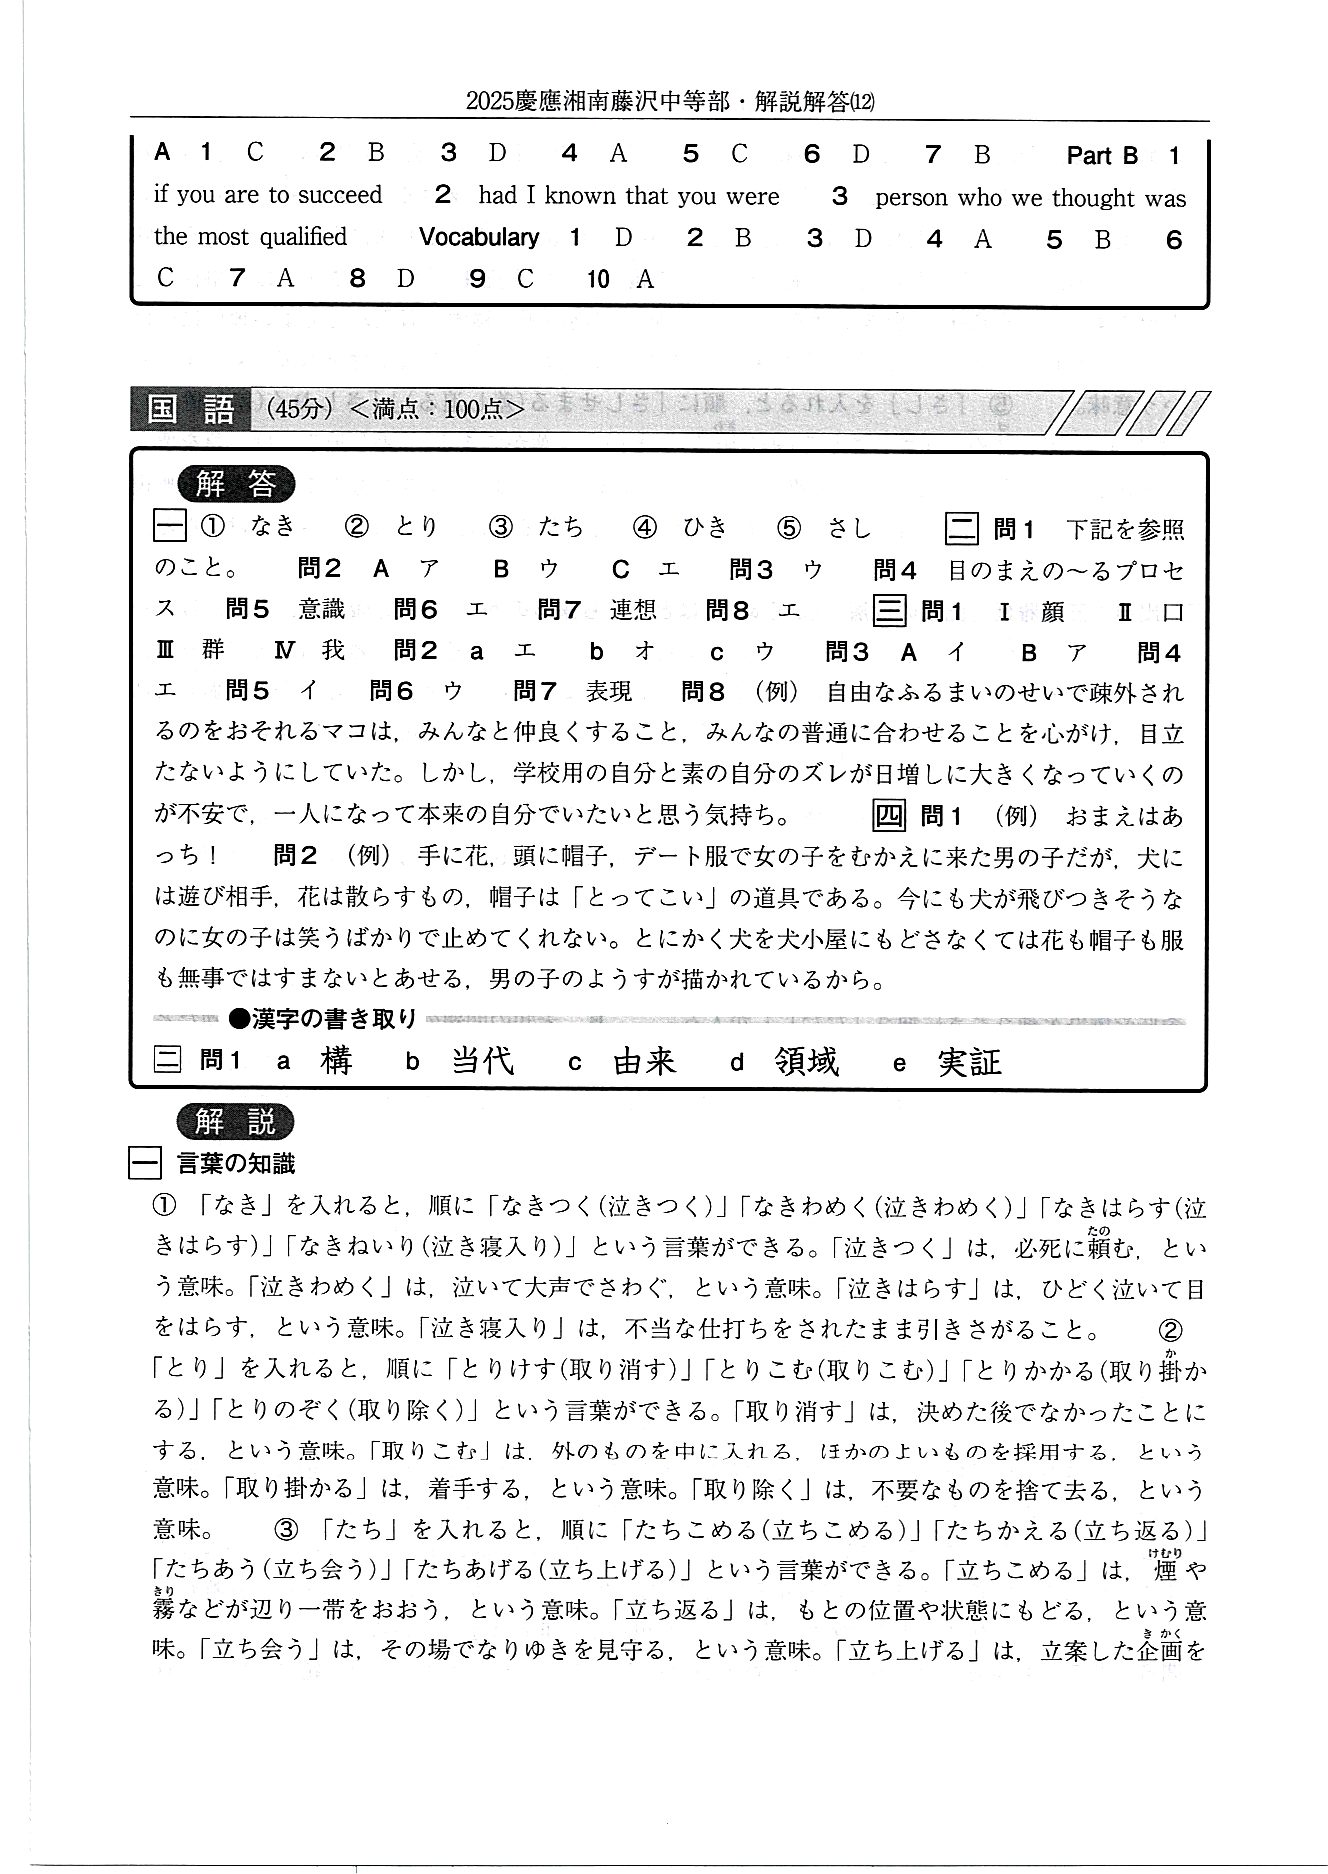 2025慶應湘南藤沢中等部・解説解答⑿
A 1 C 2 B 3 D 4 A 5 C 6 D 7 B Part B 1
if you are to succeed 2 had I known that you were 3 person who we thought was
the most qualified Vocabulary 1 D 2 B 3 D 4 A 5 B 6
C 7 A 8 D 9 C 10 A
国語 (45分) ＜満点：100点＞
解答
一 ① なき ② とり ③ たち ④ ひき ⑤ さし 二 問1 下記を参照
のこと。 問2 A ア B ウ C エ 問3 ウ 問4 目のまえの～るプロセ
ス 問5 意識 問6 エ 問7 連想 問8 エ 三 問1 Ⅰ 顔 Ⅱ 口
Ⅲ 群 Ⅳ 我 問2 a エ b オ c ウ 問3 A イ B ア 問4
エ 問5 イ 問6 ウ 問7 表現 問8 （例） 自由なふるまいのせいで疎外され
るのをおそれるマコは，みんなと仲良くすること，みんなの普通に合わせることを心がけ，目立
たないようにしていた。しかし，学校用の自分と素の自分のズレが日増しに大きくなっていくの
が不安で，一人になって本来の自分でいたいと思う気持ち。 四 問1 （例） おまえはあ
っち！ 問2 （例） 手に花，頭に帽子，デート服で女の子をむかえに来た男の子だが，犬に
は遊び相手，花は散らすもの，帽子は「とってこい」の道具である。今にも犬が飛びつきそうな
のに女の子は笑うばかりで止めてくれない。とにかく犬を犬小屋にもどさなくては花も帽子も服
も無事ではすまないとあせる，男の子のようすが描かれているから。
●漢字の書き取り
二 問1 a 構 b 当代 c 由来 d 領域 e 実証
解説
一 言葉の知識
① 「なき」を入れると，順に「なきつく(泣きつく)」「なきわめく(泣きわめく)」「なきはらす(泣
きはらす)」「なきねいり(泣き寝入り)」という言葉ができる。「泣きつく」は，必死に頼(たの)む，とい
う意味。「泣きわめく」は，泣いて大声でさわぐ，という意味。「泣きはらす」は，ひどく泣いて目
をはらす，という意味。「泣き寝入り」は，不当な仕打ちをされたまま引きさがること。 ②
「とり」を入れると，順に「とりけす(取り消す)」「とりこむ(取りこむ)」「とりかかる(取り掛(か)か
る)」「とりのぞく(取り除く)」という言葉ができる。「取り消す」は，決めた後でなかったことに
する，という意味。「取りこむ」は，外のものを中に入れる，ほかのよいものを採用する，という
意味。「取り掛かる」は，着手する，という意味。「取り除く」は，不要なものを捨て去る，という
意味。 ③ 「たち」を入れると，順に「たちこめる(立ちこめる)」「たちかえる(立ち返る)」
「たちあう(立ち会う)」「たちあげる(立ち上げる)」という言葉ができる。「立ちこめる」は，煙(けむり)や
霧(きり)などが辺り一帯をおおう，という意味。「立ち返る」は，もとの位置や状態にもどる，という意
味。「立ち会う」は，その場でなりゆきを見守る，という意味。「立ち上げる」は，立案した企画(きかく)を